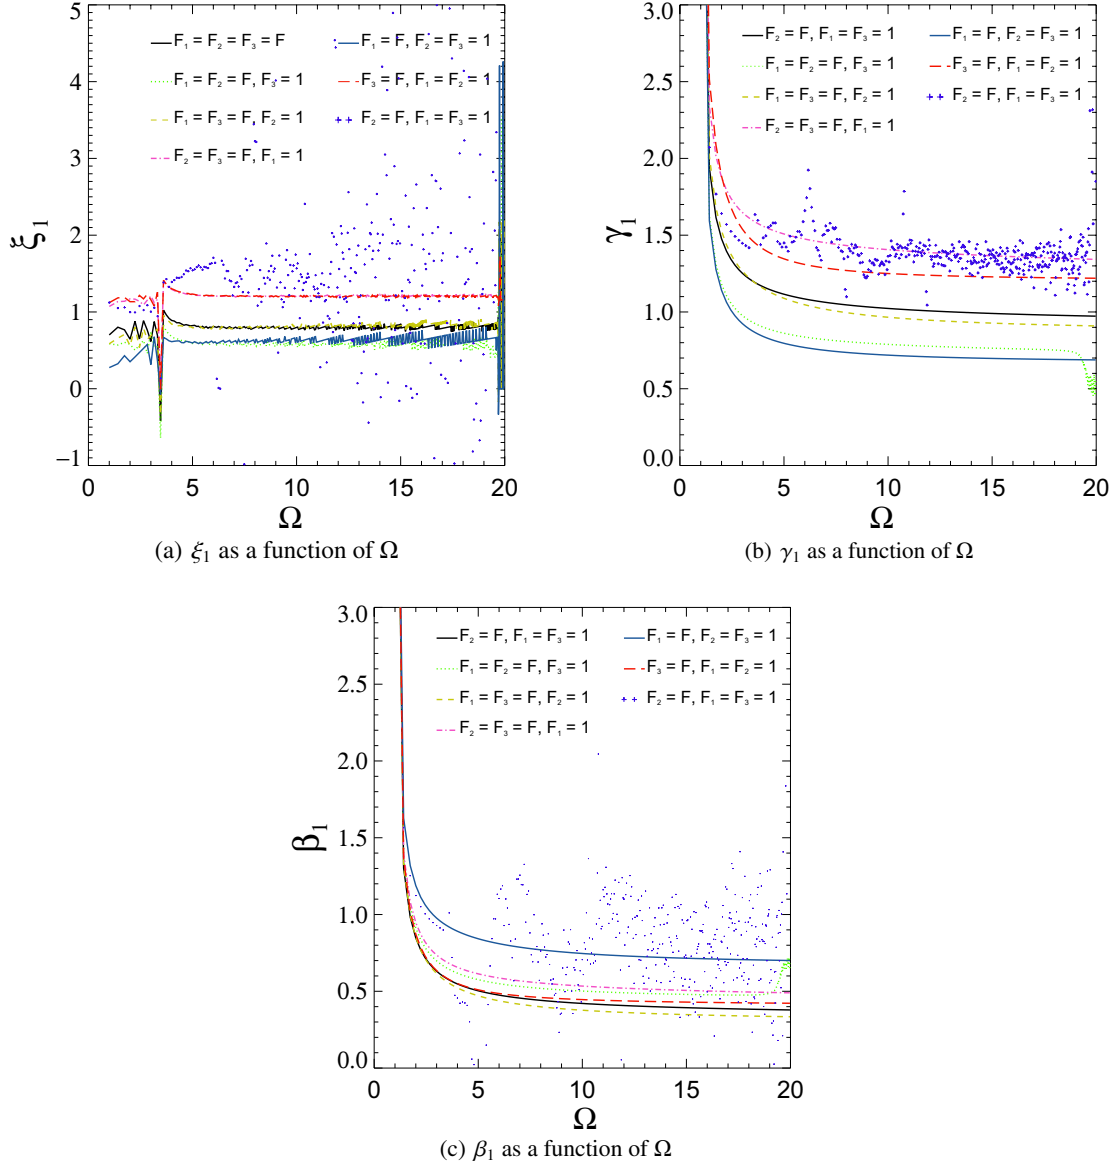 5
4
3
2
1
0
−1
ξ₁
F₁ = F₂ = F₃ = F
F₁ = F, F₂ = F₃ = 1
F₁ = F₂ = F, F₃ = 1
F₃ = F, F₁ = F₂ = 1
F₁ = F₃ = F, F₂ = 1
F₂ = F, F₁ = F₃ = 1
F₂ = F₃ = F, F₁ = 1
0 5 10 15 20
Ω
(a) ξ₁ as a function of Ω
3.0
2.5
2.0
1.5
1.0
0.5
0.0
γ₁
F₂ = F, F₁ = F₃ = 1
F₁ = F, F₂ = F₃ = 1
F₁ = F₂ = F, F₃ = 1
F₃ = F, F₁ = F₂ = 1
F₁ = F₃ = F, F₂ = 1
F₂ = F, F₁ = F₃ = 1
F₂ = F₃ = F, F₁ = 1
0 5 10 15 20
Ω
(b) γ₁ as a function of Ω
3.0
2.5
2.0
1.5
1.0
0.5
0.0
β₁
F₂ = F, F₁ = F₃ = 1
F₁ = F, F₂ = F₃ = 1
F₁ = F₂ = F, F₃ = 1
F₃ = F, F₁ = F₂ = 1
F₁ = F₃ = F, F₂ = 1
F₂ = F, F₁ = F₃ = 1
F₂ = F₃ = F, F₁ = 1
0 5 10 15 20
Ω
(c) β₁ as a function of Ω